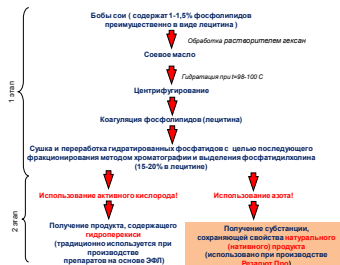 Бобы сои ( содержат 1-1,5% фосфолипидов
преимущественно в виде лецитина )
Обработка растворителем гексан
Соевое масло
Гидратация при t=98-100 С
Центрифугирование
1 этап
Коагуляция фосфолипидов (лецитина)
Сушка и переработка гидратированных фосфатидов с целью последующего
фракционирования методом хроматографии и выделения фосфатидилхолина
(15-20% в лецитине)
Использование активного кислорода!
Использование азота!
2 этап
Получение продукта, содержащего
гидроперекиси
(традиционно используется при
производстве
препаратов на основе ЭФЛ)
Получение субстанции,
сохраняющей свойства натурального
(нативного) продукта
(использовано при производстве
Резалют Про)